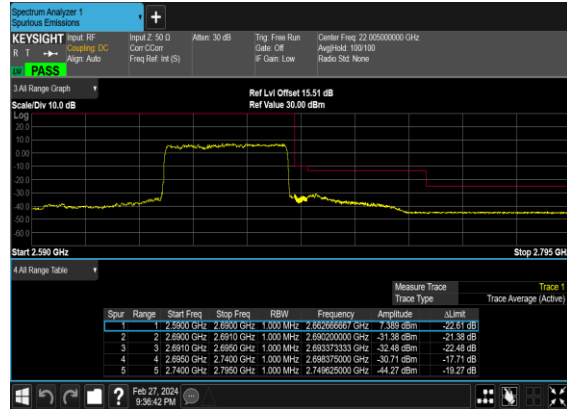 Spectrum Analyzer 1
Spurious Emissions
KEYSIGHT Input: RF Input Z: 50 Ω Atten: 30 dB Trig: Free Run Center Freq: 22.005000000 GHz
R T Coupling: DC Corr CCorr Gate: Off Avg|Hold: 100/100
Align: Auto Freq Ref: Int (S) IF Gain: Low Radio Std: None
PASS
3 All Range Graph
Ref Lvl Offset 15.51 dB
Scale/Div 10.0 dB Ref Value 30.00 dBm
Log
20.0
10.0
0.00
-10.0
-20.0
-30.0
-40.0
-50.0
-60.0
Start 2.590 GHz Stop 2.795 GH
4 All Range Table
Measure Trace Trace 1
Trace Type Trace Average (Active)
Spur Range Start Freq Stop Freq RBW Frequency Amplitude ΔLimit
1 1 2.5900 GHz 2.6900 GHz 1.000 MHz 2.662666667 GHz 7.389 dBm -22.61 dB
2 2 2.6900 GHz 2.6910 GHz 1.000 MHz 2.690200000 GHz -31.38 dBm -21.38 dB
3 3 2.6910 GHz 2.6950 GHz 1.000 MHz 2.693373333 GHz -32.48 dBm -22.48 dB
4 4 2.6950 GHz 2.7400 GHz 1.000 MHz 2.698375000 GHz -30.71 dBm -17.71 dB
5 5 2.7400 GHz 2.7950 GHz 1.000 MHz 2.749625000 GHz -44.27 dBm -19.27 dB
? Feb 27, 2024
9:36:42 PM